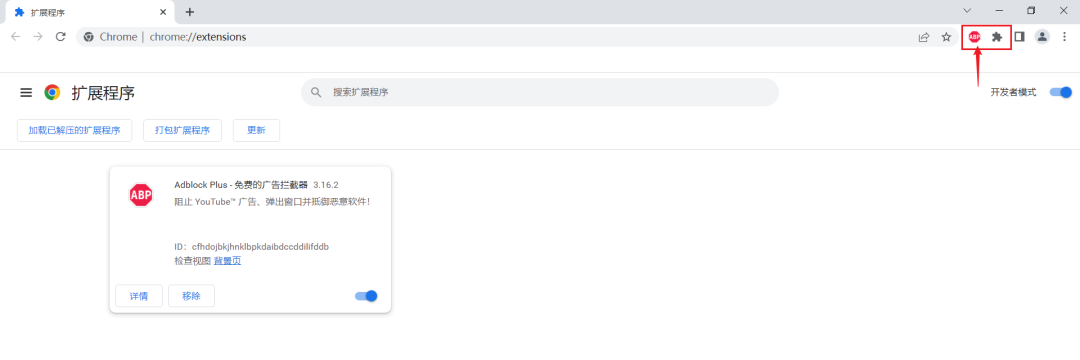 扩展程序
Chrome | chrome://extensions
ABP
扩展程序
搜索扩展程序
开发者模式
加载已解压的扩展程序
打包扩展程序
更新
ABP
Adblock Plus - 免费的广告拦截器 3.16.2
阻止 YouTube™ 广告、弹出窗口并抵御恶意软件！
ID：cfhdojbkjhnklbpkdaibdccddilifddb
检查视图 背景页
详情
移除